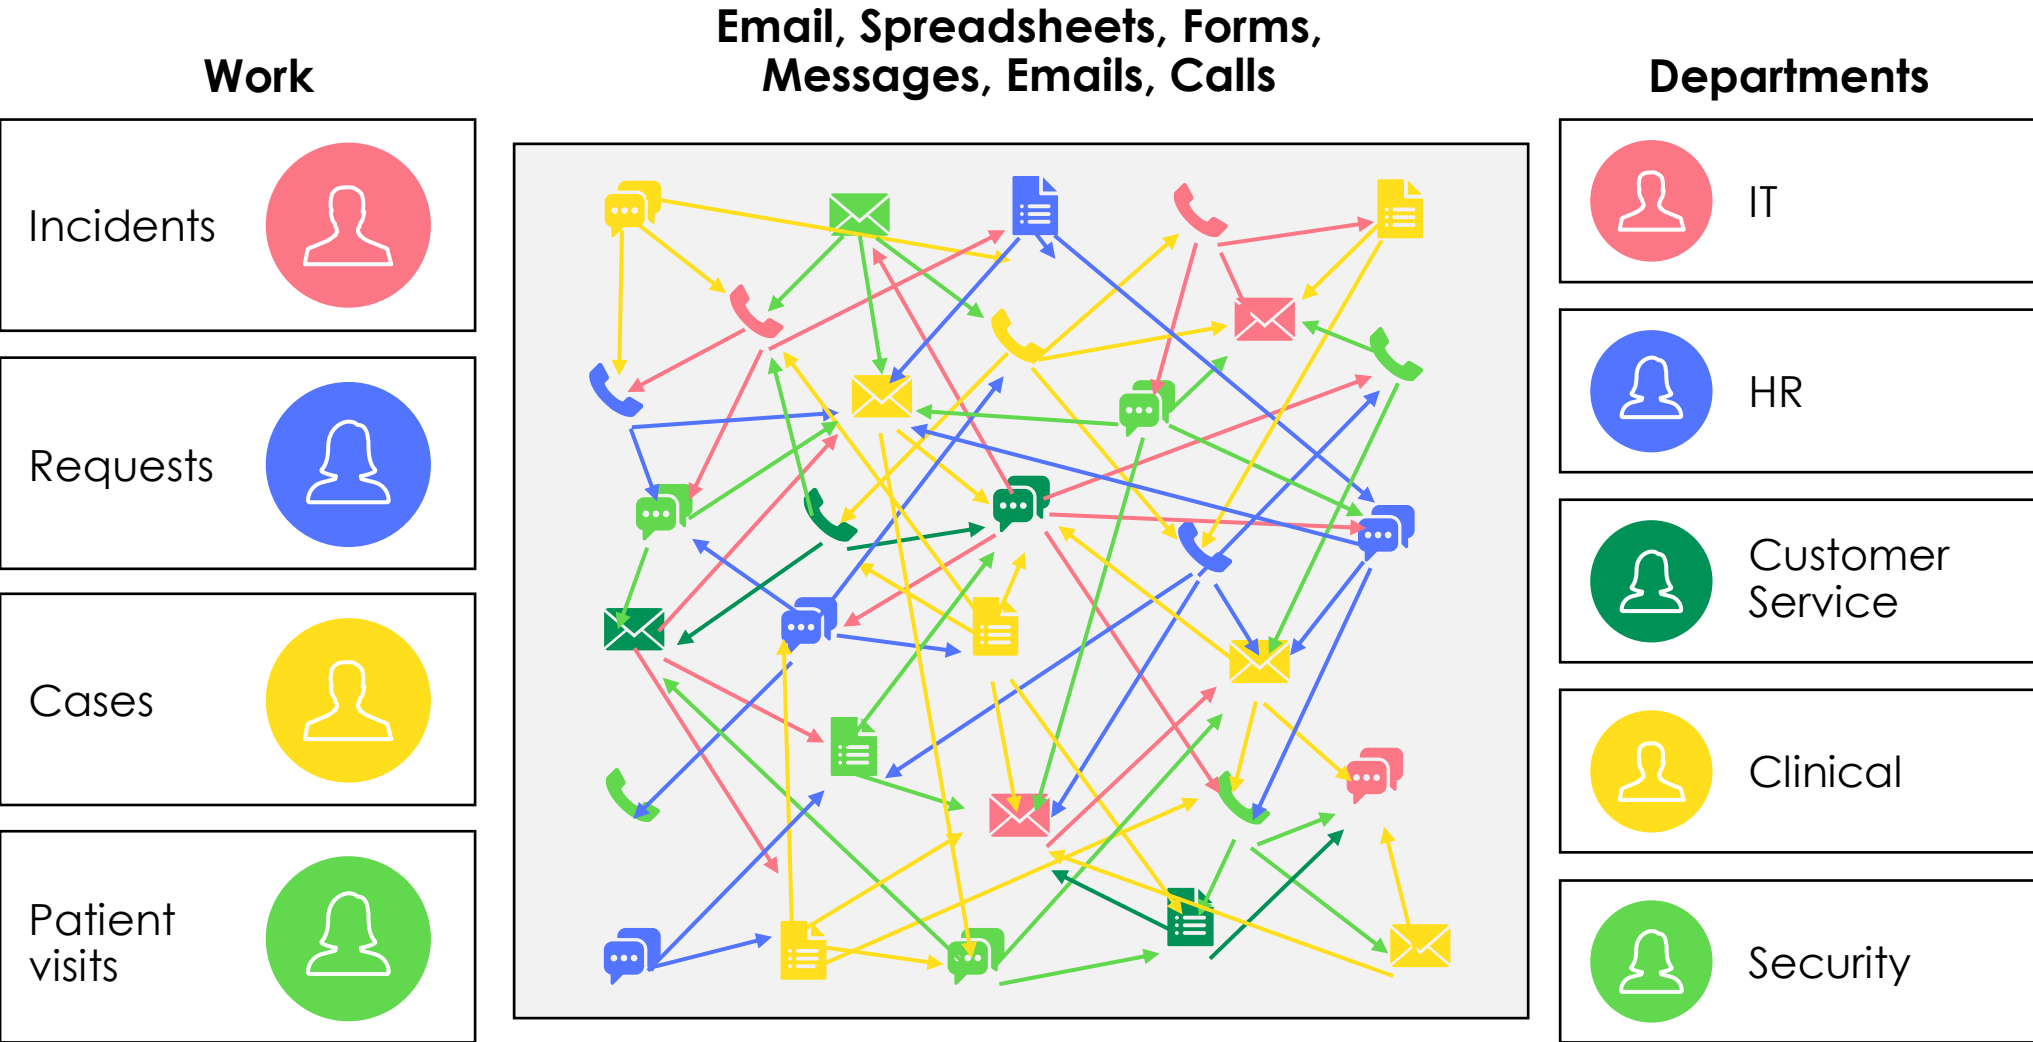 Email, Spreadsheets, Forms,
Messages, Emails, Calls
Work
Departments
Incidents
Requests
Cases
Patient
visits
IT
HR
Customer
Service
Clinical
Security